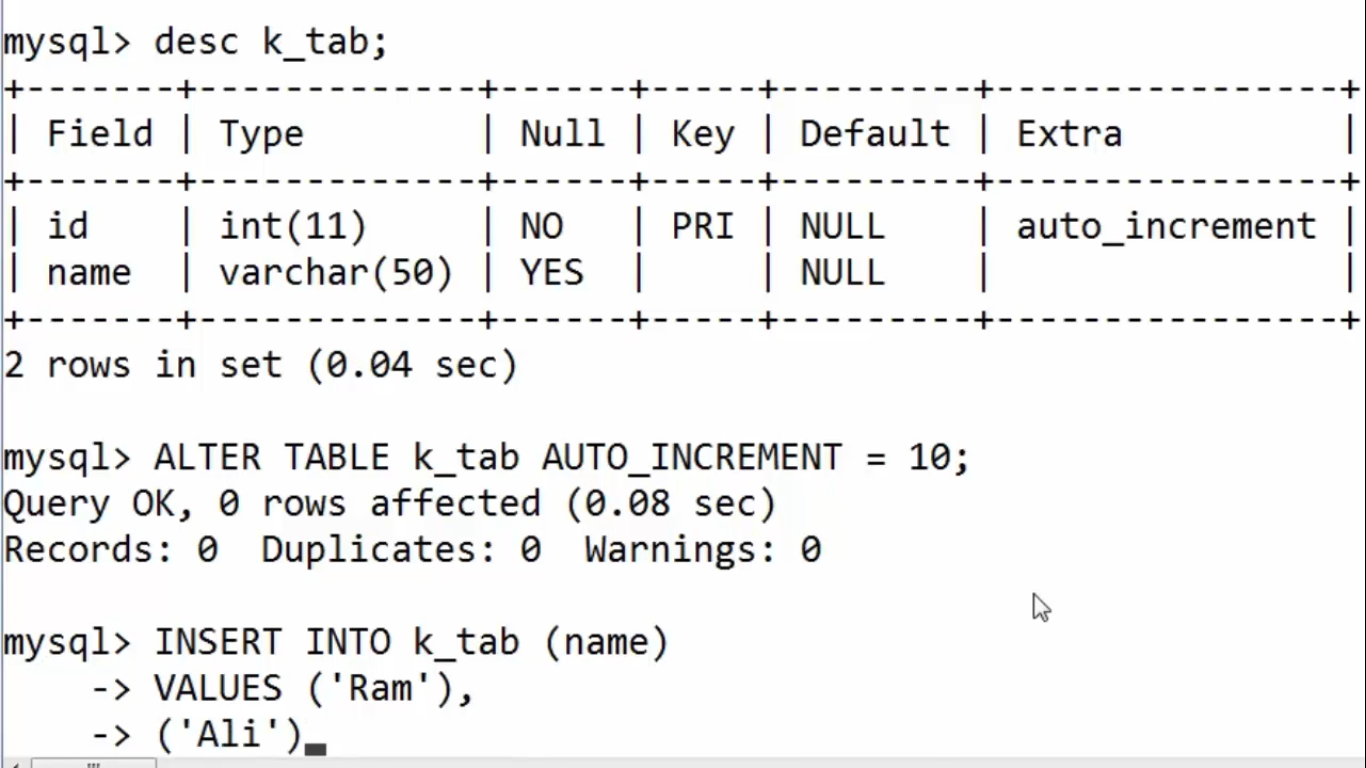 mysql> desc k_tab;
+-------+-------------+------+-----+---------+----------------+
| Field | Type        | Null | Key | Default | Extra          |
+-------+-------------+------+-----+---------+----------------+
| id    | int(11)     | NO   | PRI | NULL    | auto_increment |
| name  | varchar(50) | YES  |     | NULL    |                |
+-------+-------------+------+-----+---------+----------------+
2 rows in set (0.04 sec)
mysql> ALTER TABLE k_tab AUTO_INCREMENT = 10;
Query OK, 0 rows affected (0.08 sec)
Records: 0  Duplicates: 0  Warnings: 0
mysql> INSERT INTO k_tab (name)
    -> VALUES ('Ram'),
    -> ('Ali')